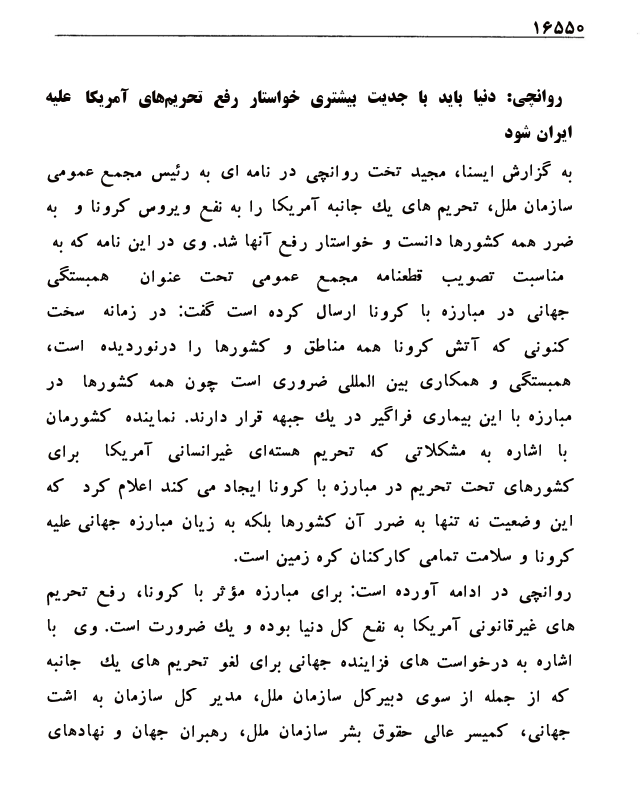 ۱۶۵۵۰
روانچی: دنیا باید با جدیت بیشتری خواستار رفع تحریم‌های آمریکا علیه
ایران شود
به گزارش ایسنا، مجید تخت روانچی در نامه ای به رئیس مجمع عمومی
سازمان ملل، تحریم های یك جانبه آمریکا را به نفع ویروس کرونا و به
ضرر همه کشورها دانست و خواستار رفع آنها شد. وی در این نامه که به
مناسبت تصویب قطعنامه مجمع عمومی تحت عنوان همبستگی
جهانی در مبارزه با کرونا ارسال کرده است گفت: در زمانه سخت
کنونی که آتش کرونا همه مناطق و کشورها را درنوردیده است،
همبستگی و همکاری بین المللی ضروری است چون همه کشورها در
مبارزه با این بیماری فراگیر در یك جبهه قرار دارند. نماینده کشورمان
با اشاره به مشکلاتی که تحریم هسته‌ای غیرانسانی آمریکا برای
کشورهای تحت تحریم در مبارزه با کرونا ایجاد می کند اعلام کرد که
این وضعیت نه تنها به ضرر آن کشورها بلکه به زیان مبارزه جهانی علیه
کرونا و سلامت تمامی کارکنان کره زمین است.
روانچی در ادامه آورده است: برای مبارزه مؤثر با کرونا، رفع تحریم
های غیرقانونی آمریکا به نفع کل دنیا بوده و یك ضرورت است. وی با
اشاره به درخواست های فزاینده جهانی برای لغو تحریم های یك جانبه
که از جمله از سوی دبیرکل سازمان ملل، مدیر کل سازمان به اشت
جهانی، کمیسر عالی حقوق بشر سازمان ملل، رهبران جهان و نهادهای